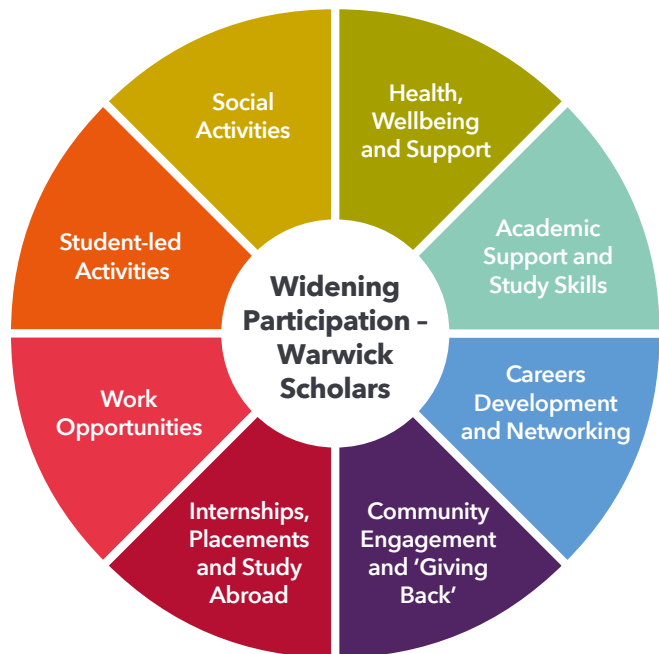 Social
Activities
Health,
Wellbeing
and Support
Academic
Support and
Study Skills
Careers
Development
and Networking
Community
Engagement
and ‘Giving
Back’
Internships,
Placements
and Study
Abroad
Work
Opportunities
Student-led
Activities
Widening
Participation –
Warwick
Scholars